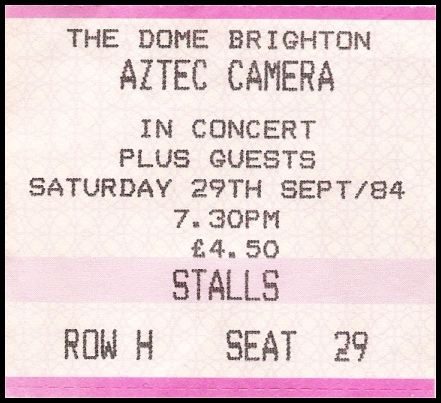 THE DOME BRIGHTON
AZTEC CAMERA
IN CONCERT
PLUS GUESTS
SATURDAY 29TH SEPT/84
7.30PM
£4.50
STALLS
ROW H SEAT 29